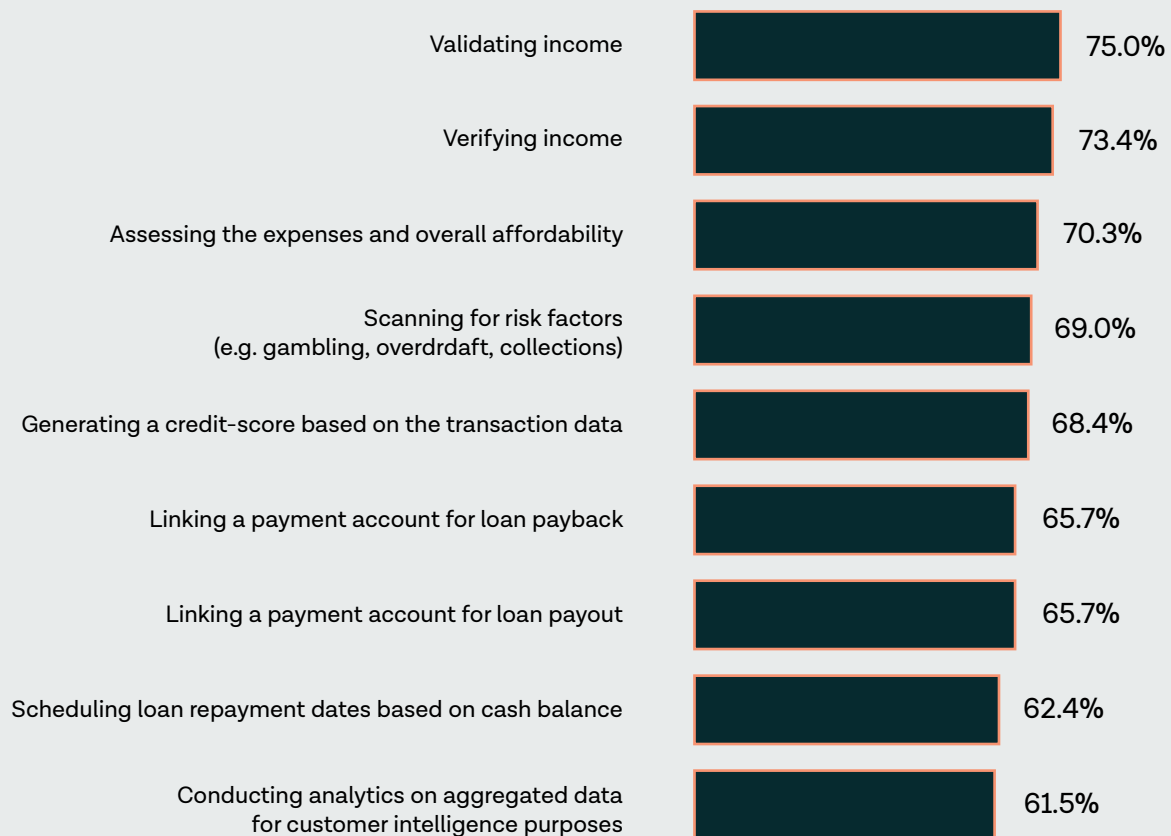 Validating income
75.0%
Verifying income
73.4%
Assessing the expenses and overall affordability
70.3%
Scanning for risk factors
(e.g. gambling, overdrdaft, collections)
69.0%
Generating a credit-score based on the transaction data
68.4%
Linking a payment account for loan payback
65.7%
Linking a payment account for loan payout
65.7%
Scheduling loan repayment dates based on cash balance
62.4%
Conducting analytics on aggregated data
for customer intelligence purposes
61.5%